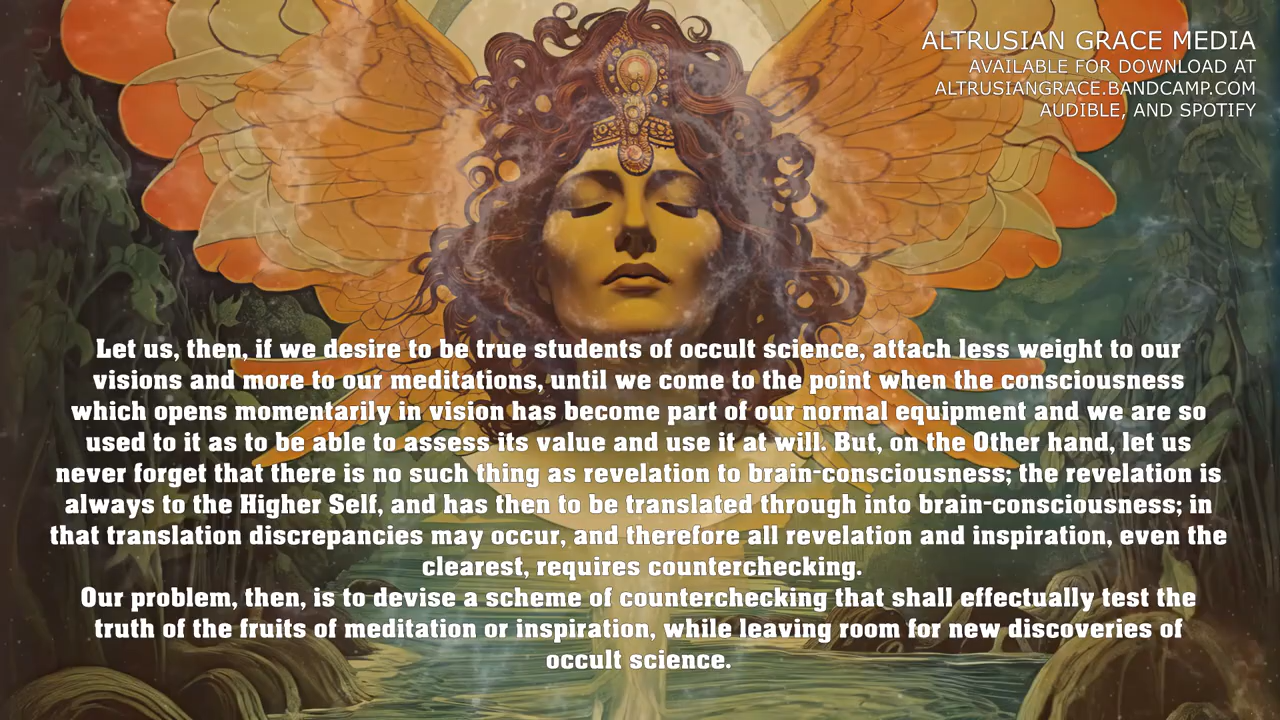 ALTRUSIAN GRACE MEDIA
AVAILABLE FOR DOWNLOAD AT
ALTRUSIANGRACE.BANDCAMP.COM
AUDIBLE, AND SPOTIFY
Let us, then, if we desire to be true students of occult science, attach less weight to our
visions and more to our meditations, until we come to the point when the consciousness
which opens momentarily in vision has become part of our normal equipment and we are so
used to it as to be able to assess its value and use it at will. But, on the Other hand, let us
never forget that there is no such thing as revelation to brain-consciousness; the revelation is
always to the Higher Self, and has then to be translated through into brain-consciousness; in
that translation discrepancies may occur, and therefore all revelation and inspiration, even the
clearest, requires counterchecking.
Our problem, then, is to devise a scheme of counterchecking that shall effectually test the
truth of the fruits of meditation or inspiration, while leaving room for new discoveries of
occult science.